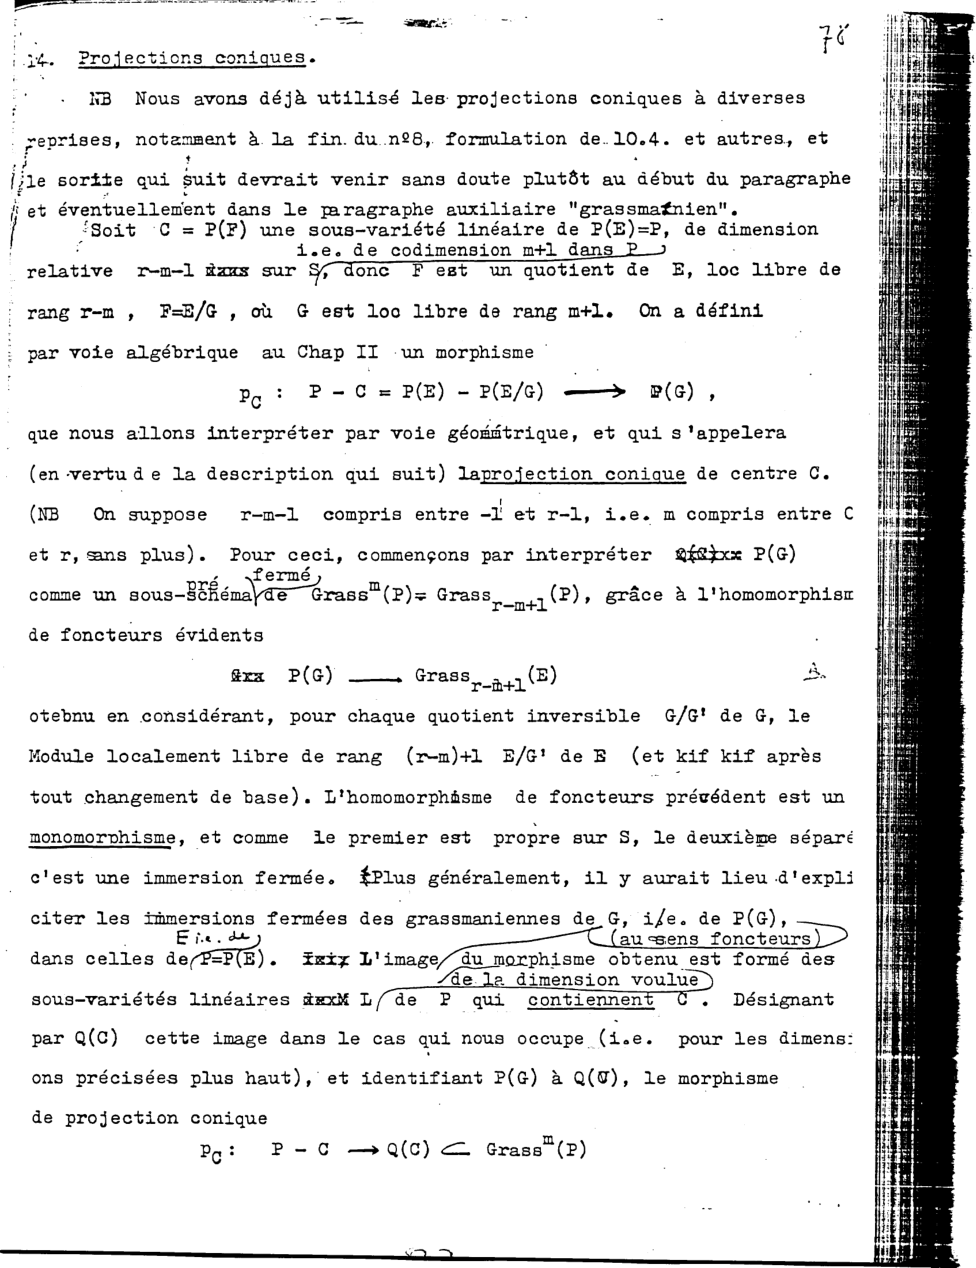 78
14. Projections coniques.
NB Nous avons déjà utilisé les projections coniques à diverses
reprises, notamment à la fin du nº8, formulation de 10.4. et autres, et
le sorite qui suit devrait venir sans doute plutôt au début du paragraphe
et éventuellement dans le paragraphe auxiliaire "grassmannien".
Soit C = P(F) une sous-variété linéaire de P(E)=P, de dimension
i.e. de codimension m+1 dans P
relative r-m-1 sur S, donc F est un quotient de E, loc libre de
rang r-m , F=E/G , où G est loc libre de rang m+1. On a défini
par voie algébrique au Chap II un morphisme
p_C : P - C = P(E) - P(E/G) ⟶ P(G) ,
que nous allons interpréter par voie géométrique, et qui s'appelera
(en vertu d e la description qui suit) laprojection conique de centre C.
(NB On suppose r-m-1 compris entre -1 et r-1, i.e. m compris entre 0
et r, sans plus). Pour ceci, commençons par interpréter P(G)
pré fermé
comme un sous-schéma de Grass^m(P)= Grass_{r-m+1}(P), grâce à l'homomorphism
de foncteurs évidents
P(G) ⟶ Grass_{r-m+1}(E)
otebnu en considérant, pour chaque quotient inversible G/G' de G, le
Module localement libre de rang (r-m)+1 E/G' de E (et kif kif après
tout changement de base). L'homomorphisme de foncteurs précédent est un
monomorphisme, et comme le premier est propre sur S, le deuxième séparé
c'est une immersion fermée. Plus généralement, il y aurait lieu d'expli
citer les immersions fermées des grassmaniennes de G, i/e. de P(G),
E i.e. de (au sens foncteurs)
dans celles de P=P(E). L'image du morphisme obtenu est formé des
de la dimension voulue
sous-variétés linéaires L de P qui contiennent C . Désignant
par Q(C) cette image dans le cas qui nous occupe (i.e. pour les dimensi
ons précisées plus haut), et identifiant P(G) à Q(C), le morphisme
de projection conique
p_C : P - C ⟶ Q(C) ⊂ Grass^m(P)